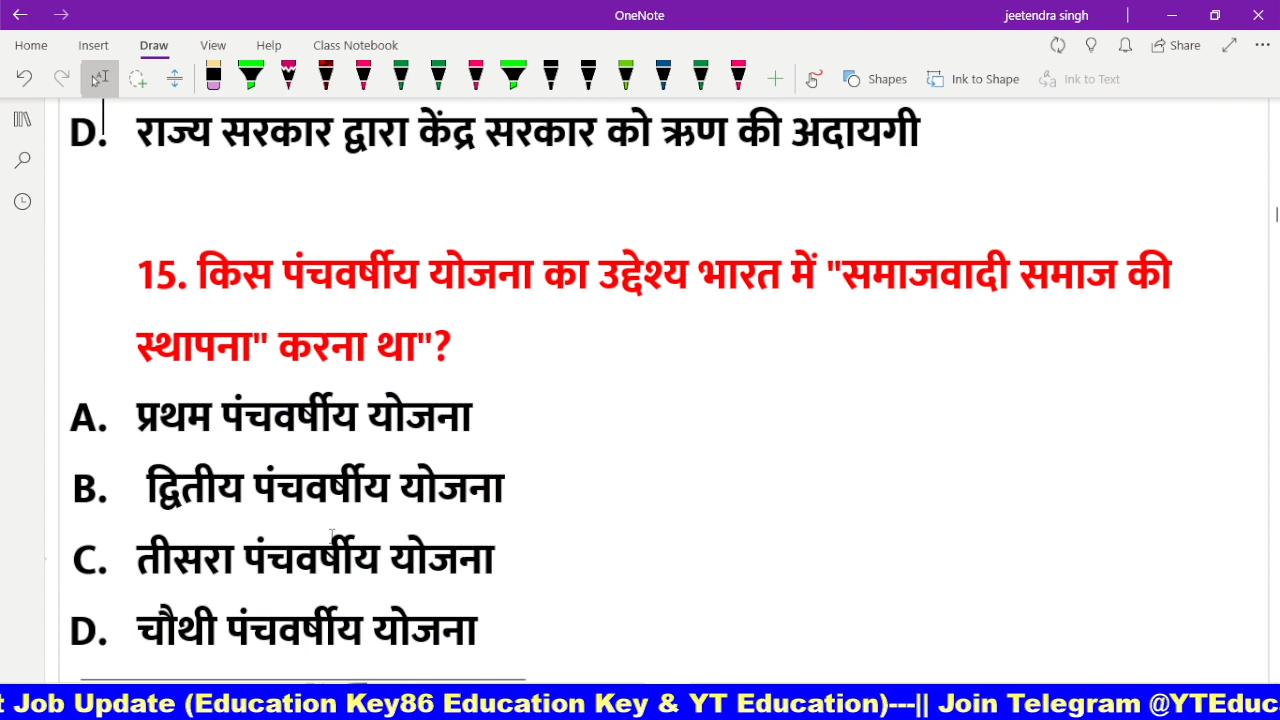 OneNote
jeetendra singh
Home Insert Draw View Help Class Notebook
Share
Shapes Ink to Shape Ink to Text
D. राज्य सरकार द्वारा केंद्र सरकार को ऋण की अदायगी
15. किस पंचवर्षीय योजना का उद्देश्य भारत में "समाजवादी समाज की
स्थापना" करना था"?
A. प्रथम पंचवर्षीय योजना
B. द्वितीय पंचवर्षीय योजना
C. तीसरा पंचवर्षीय योजना
D. चौथी पंचवर्षीय योजना
t Job Update (Education Key86 Education Key & YT Education)---|| Join Telegram @YTEduc